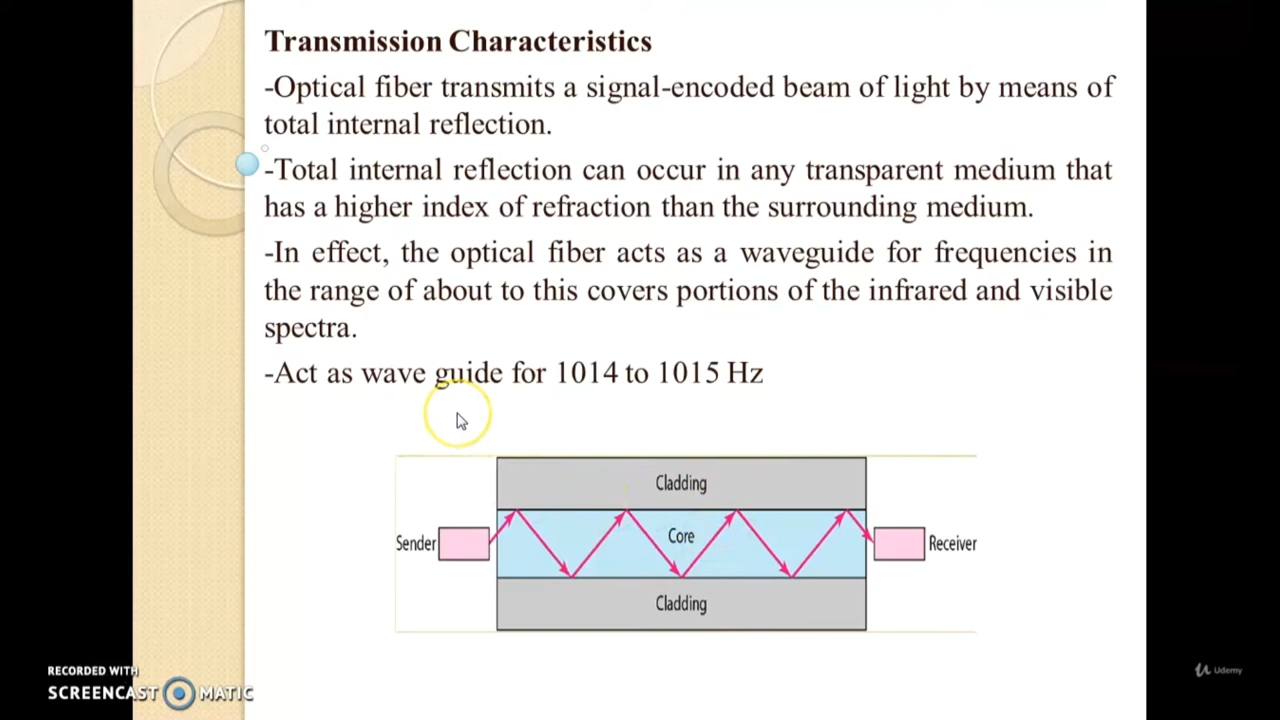 Transmission Characteristics
-Optical fiber transmits a signal-encoded beam of light by means of
total internal reflection.
-Total internal reflection can occur in any transparent medium that
has a higher index of refraction than the surrounding medium.
-In effect, the optical fiber acts as a waveguide for frequencies in
the range of about to this covers portions of the infrared and visible
spectra.
-Act as wave guide for 1014 to 1015 Hz
Cladding
Sender
Core
Receiver
Cladding
RECORDED WITH
SCREENCAST MATIC
Udemy